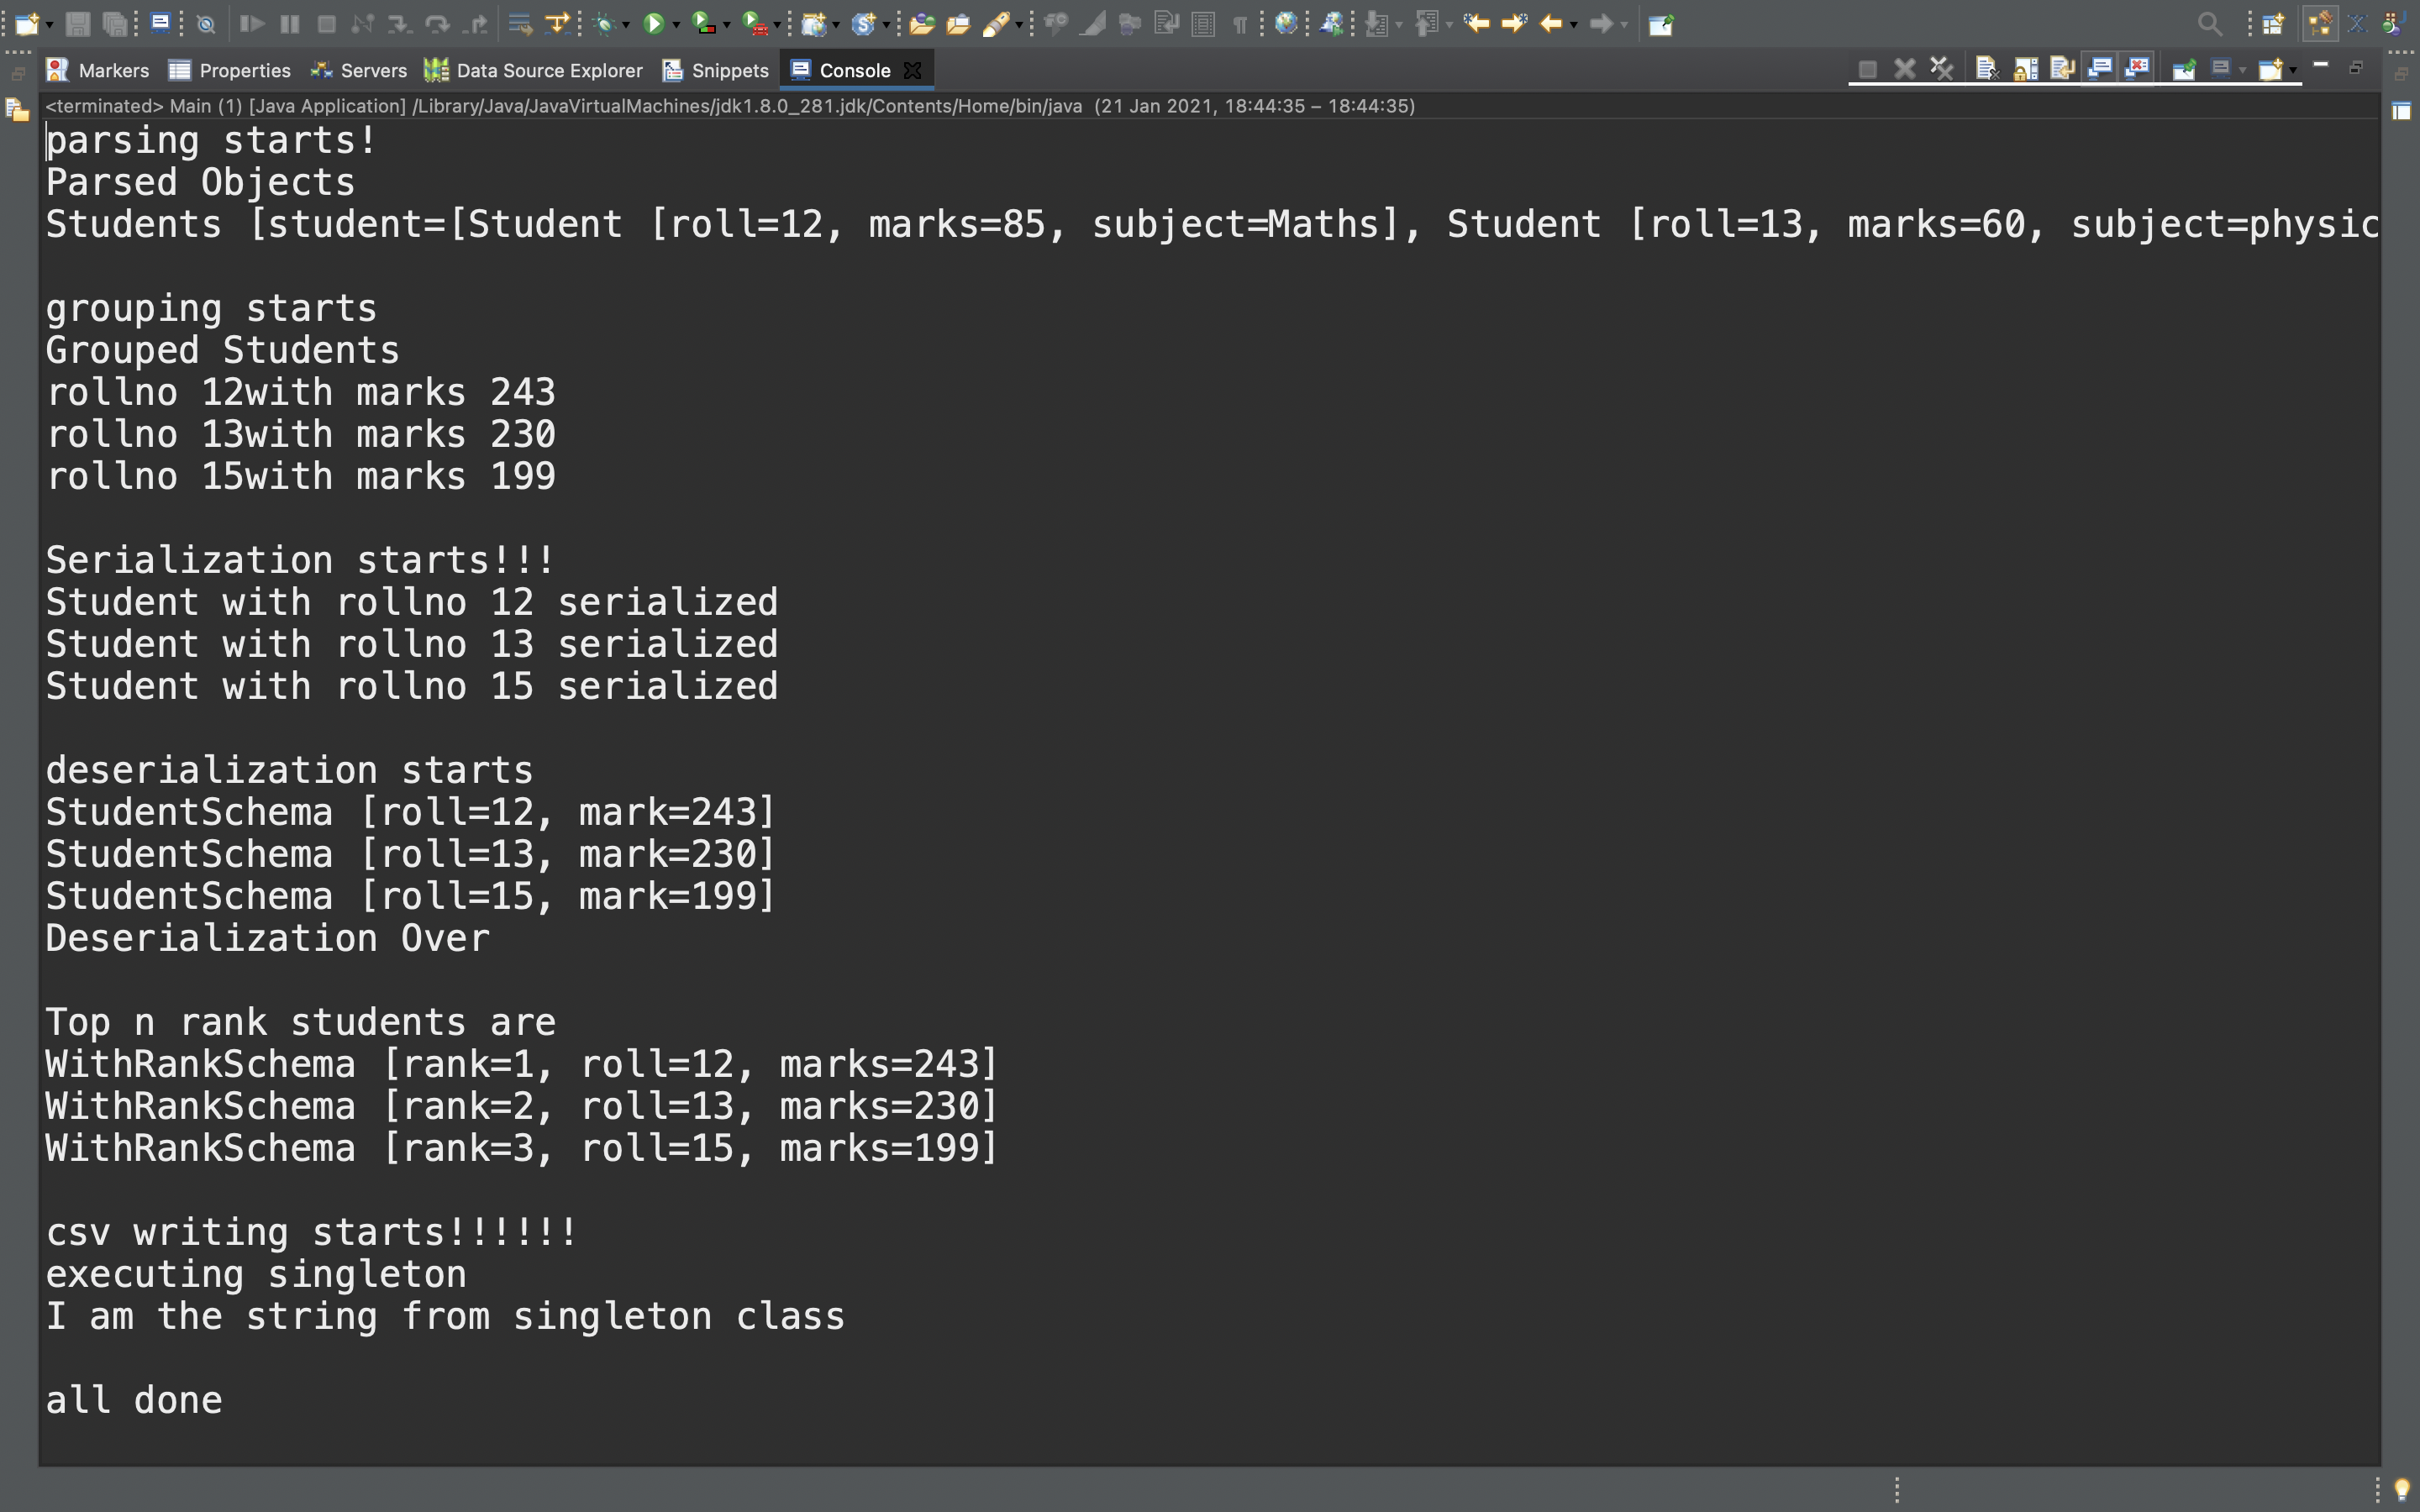 Markers Properties Servers Data Source Explorer Snippets Console
<terminated> Main (1) [Java Application] /Library/Java/JavaVirtualMachines/jdk1.8.0_281.jdk/Contents/Home/bin/java (21 Jan 2021, 18:44:35 – 18:44:35)
parsing starts!
Parsed Objects
Students [student=[Student [roll=12, marks=85, subject=Maths], Student [roll=13, marks=60, subject=physic
grouping starts
Grouped Students
rollno 12with marks 243
rollno 13with marks 230
rollno 15with marks 199
Serialization starts!!!
Student with rollno 12 serialized
Student with rollno 13 serialized
Student with rollno 15 serialized
deserialization starts
StudentSchema [roll=12, mark=243]
StudentSchema [roll=13, mark=230]
StudentSchema [roll=15, mark=199]
Deserialization Over
Top n rank students are
WithRankSchema [rank=1, roll=12, marks=243]
WithRankSchema [rank=2, roll=13, marks=230]
WithRankSchema [rank=3, roll=15, marks=199]
csv writing starts!!!!!!
executing singleton
I am the string from singleton class
all done